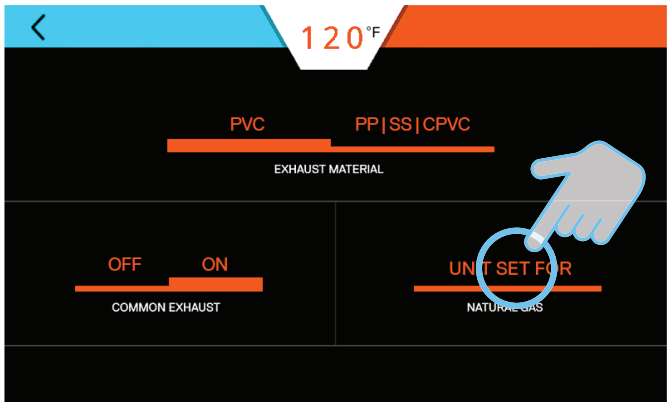 120°F
PVC PP|SS|CPVC
EXHAUST MATERIAL
OFF ON
COMMON EXHAUST
UNIT SET FOR
NATURAL GAS